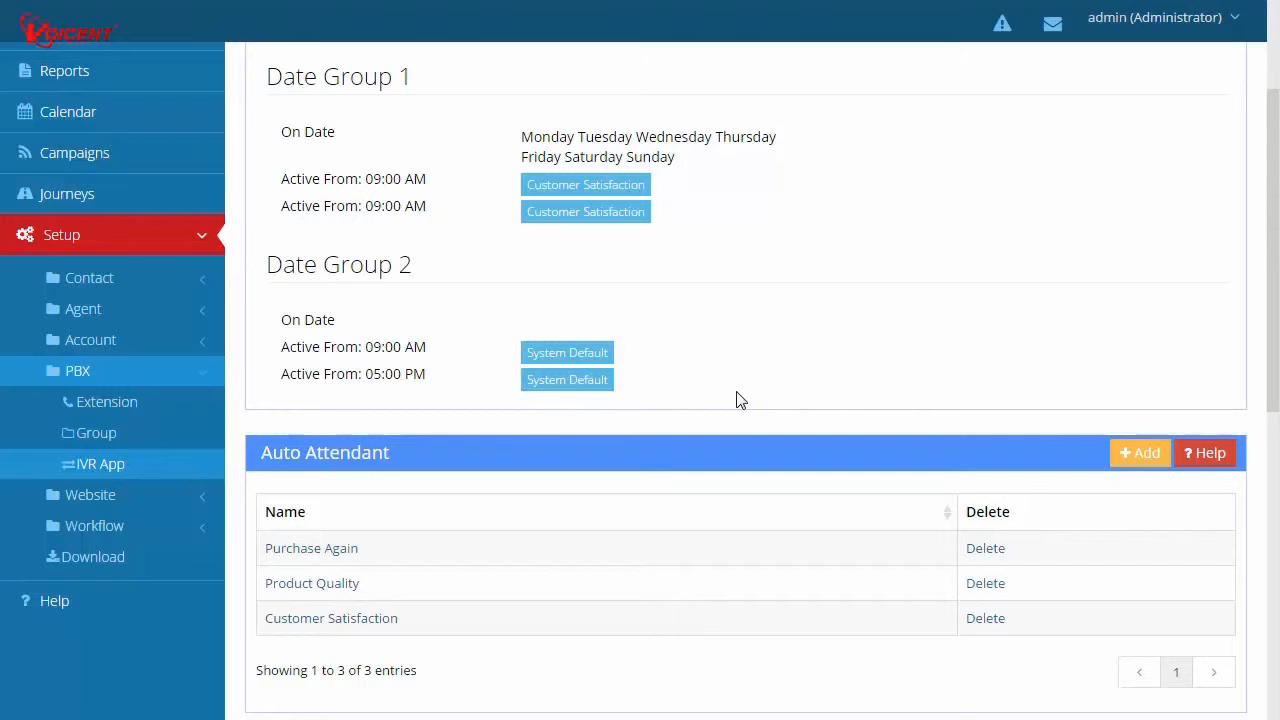 VOICENT
admin (Administrator)
Reports
Calendar
Campaigns
Journeys
Setup
Contact
Agent
Account
PBX
Extension
Group
IVR App
Website
Workflow
Download
? Help
Date Group 1
On Date
Monday Tuesday Wednesday Thursday
Friday Saturday Sunday
Active From: 09:00 AM Customer Satisfaction
Active From: 09:00 AM Customer Satisfaction
Date Group 2
On Date
Active From: 09:00 AM System Default
Active From: 05:00 PM System Default
Auto Attendant + Add ? Help
Name Delete
Purchase Again Delete
Product Quality Delete
Customer Satisfaction Delete
Showing 1 to 3 of 3 entries < 1 >